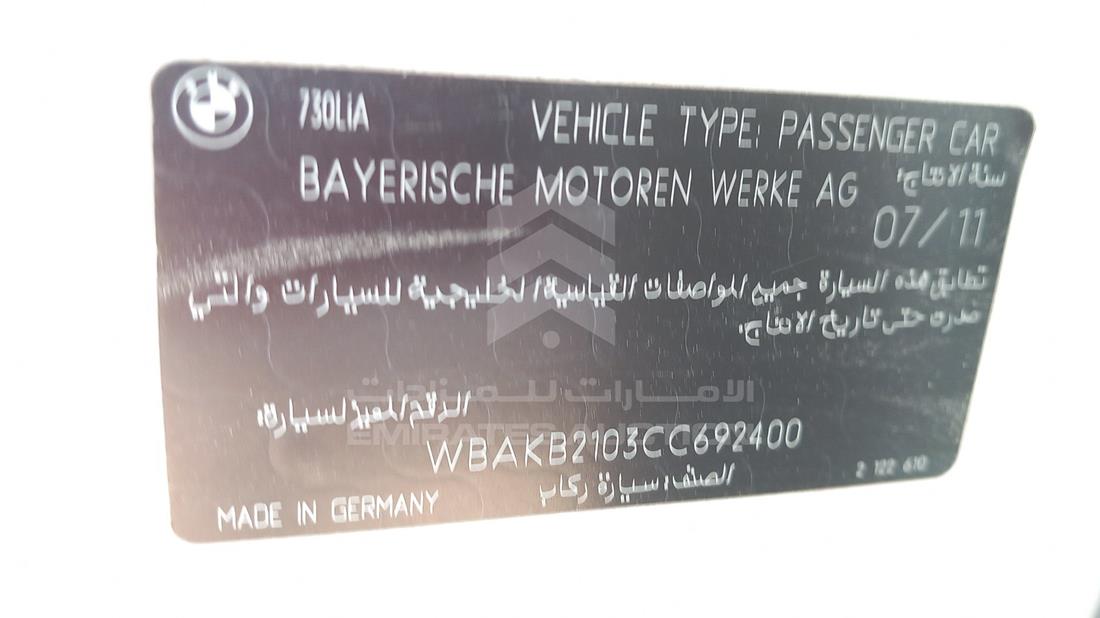 730LiA
VEHICLE TYPE: PASSENGER CAR
BAYERISCHE MOTOREN WERKE AG
سنة الانتاج:
07/11
تطابق هذه السيارة جميع المواصفات القياسية الخليجية للسيارات والتي
صدرت حتى تاريخ الانتاج.
الامارات للمزادات
EMIRATES AUCTION
الرقم المميز لسيارة:
WBAKB2103CC692400
الصنف: سيارة ركاب
2 122 610
MADE IN GERMANY